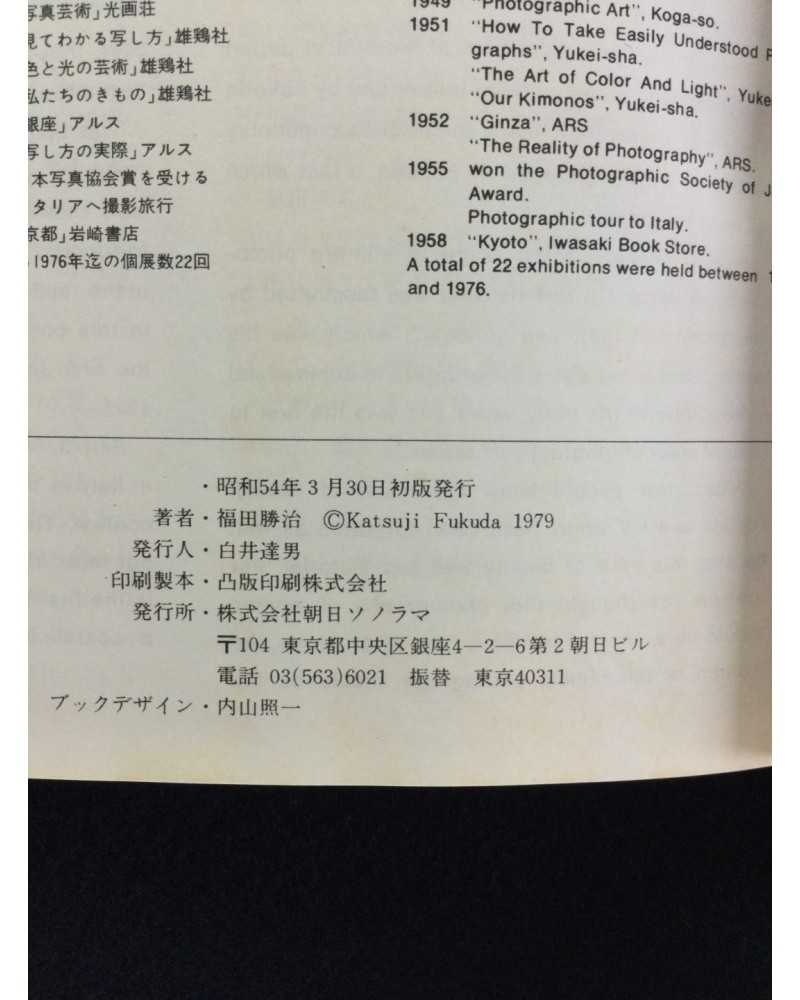 写真芸術」光画荘
見てわかる写し方」雄鶏社
色と光の芸術」雄鶏社
私たちのきもの」雄鶏社
銀座」アルス
写し方の実際」アルス
本写真協会賞を受ける
タリアへ撮影旅行
京都」岩崎書店
1976年迄の個展数22回
1949 "Photographic Art", Koga-so.
1951 "How To Take Easily Understood P
graphs", Yukei-sha.
"The Art of Color And Light", Yuke
"Our Kimonos", Yukei-sha.
1952 "Ginza", ARS
"The Reality of Photography", ARS.
1955 won the Photographic Society of J
Award.
Photographic tour to Italy.
1958 "Kyoto", Iwasaki Book Store.
A total of 22 exhibitions were held between 1
and 1976.
・昭和54年3月30日初版発行
著者・福田勝治 ©Katsuji Fukuda 1979
発行人・白井達男
印刷製本・凸版印刷株式会社
発行所・株式会社朝日ソノラマ
〒104 東京都中央区銀座4―2―6第2朝日ビル
電話 03(563)6021 振替 東京40311
ブックデザイン・内山照一